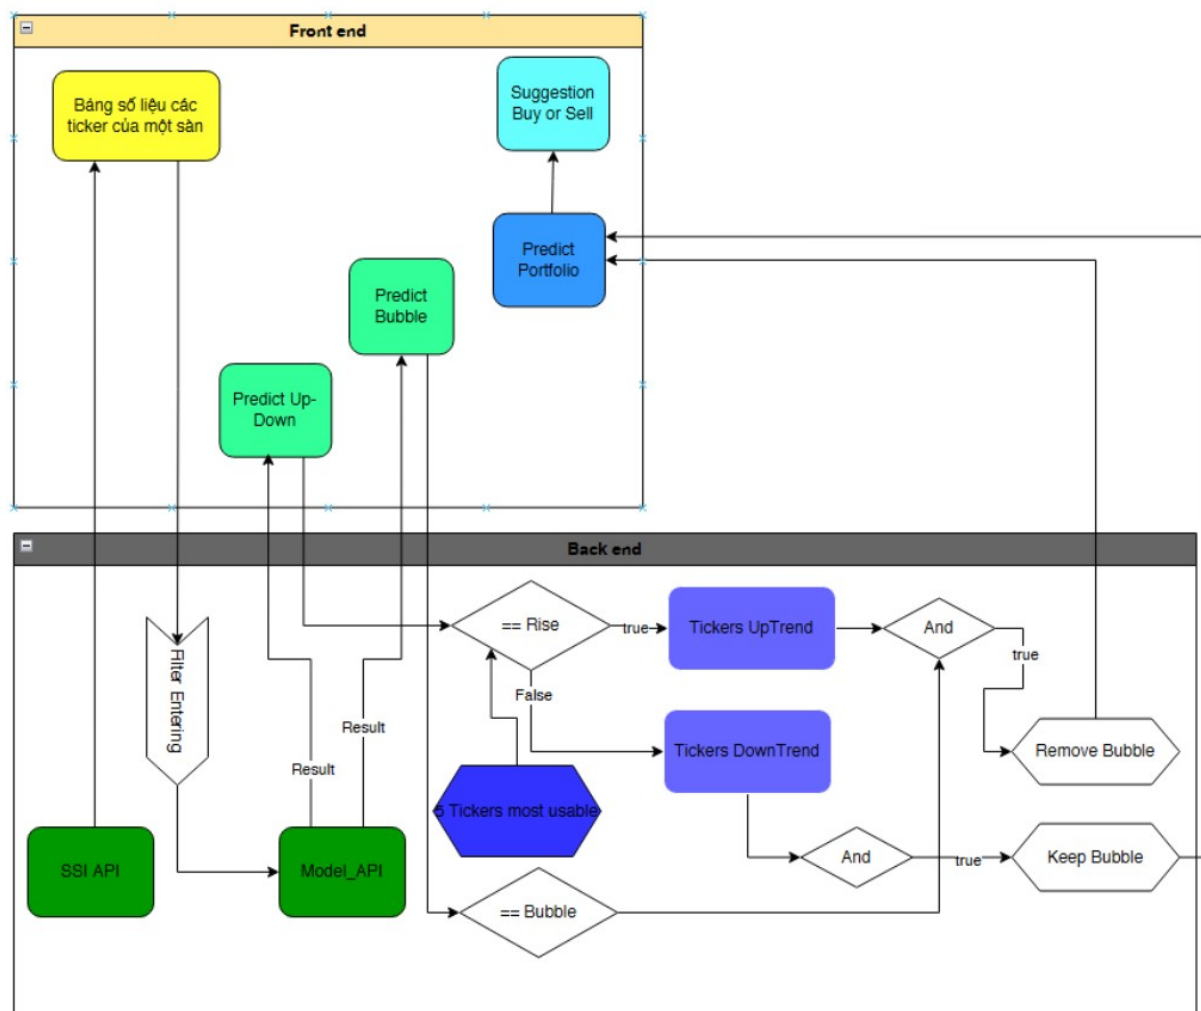 Front end
Bảng số liệu các
ticker của một sàn
Suggestion
Buy or Sell
Predict
Portfolio
Predict
Bubble
Predict Up-
Down
Back end
== Rise
true
Tickers UpTrend
And
true
Filter Entering
False
Result
Result
Tickers DownTrend
Remove Bubble
5 Tickers most usable
SSI API
Model_API
And
true
Keep Bubble
== Bubble